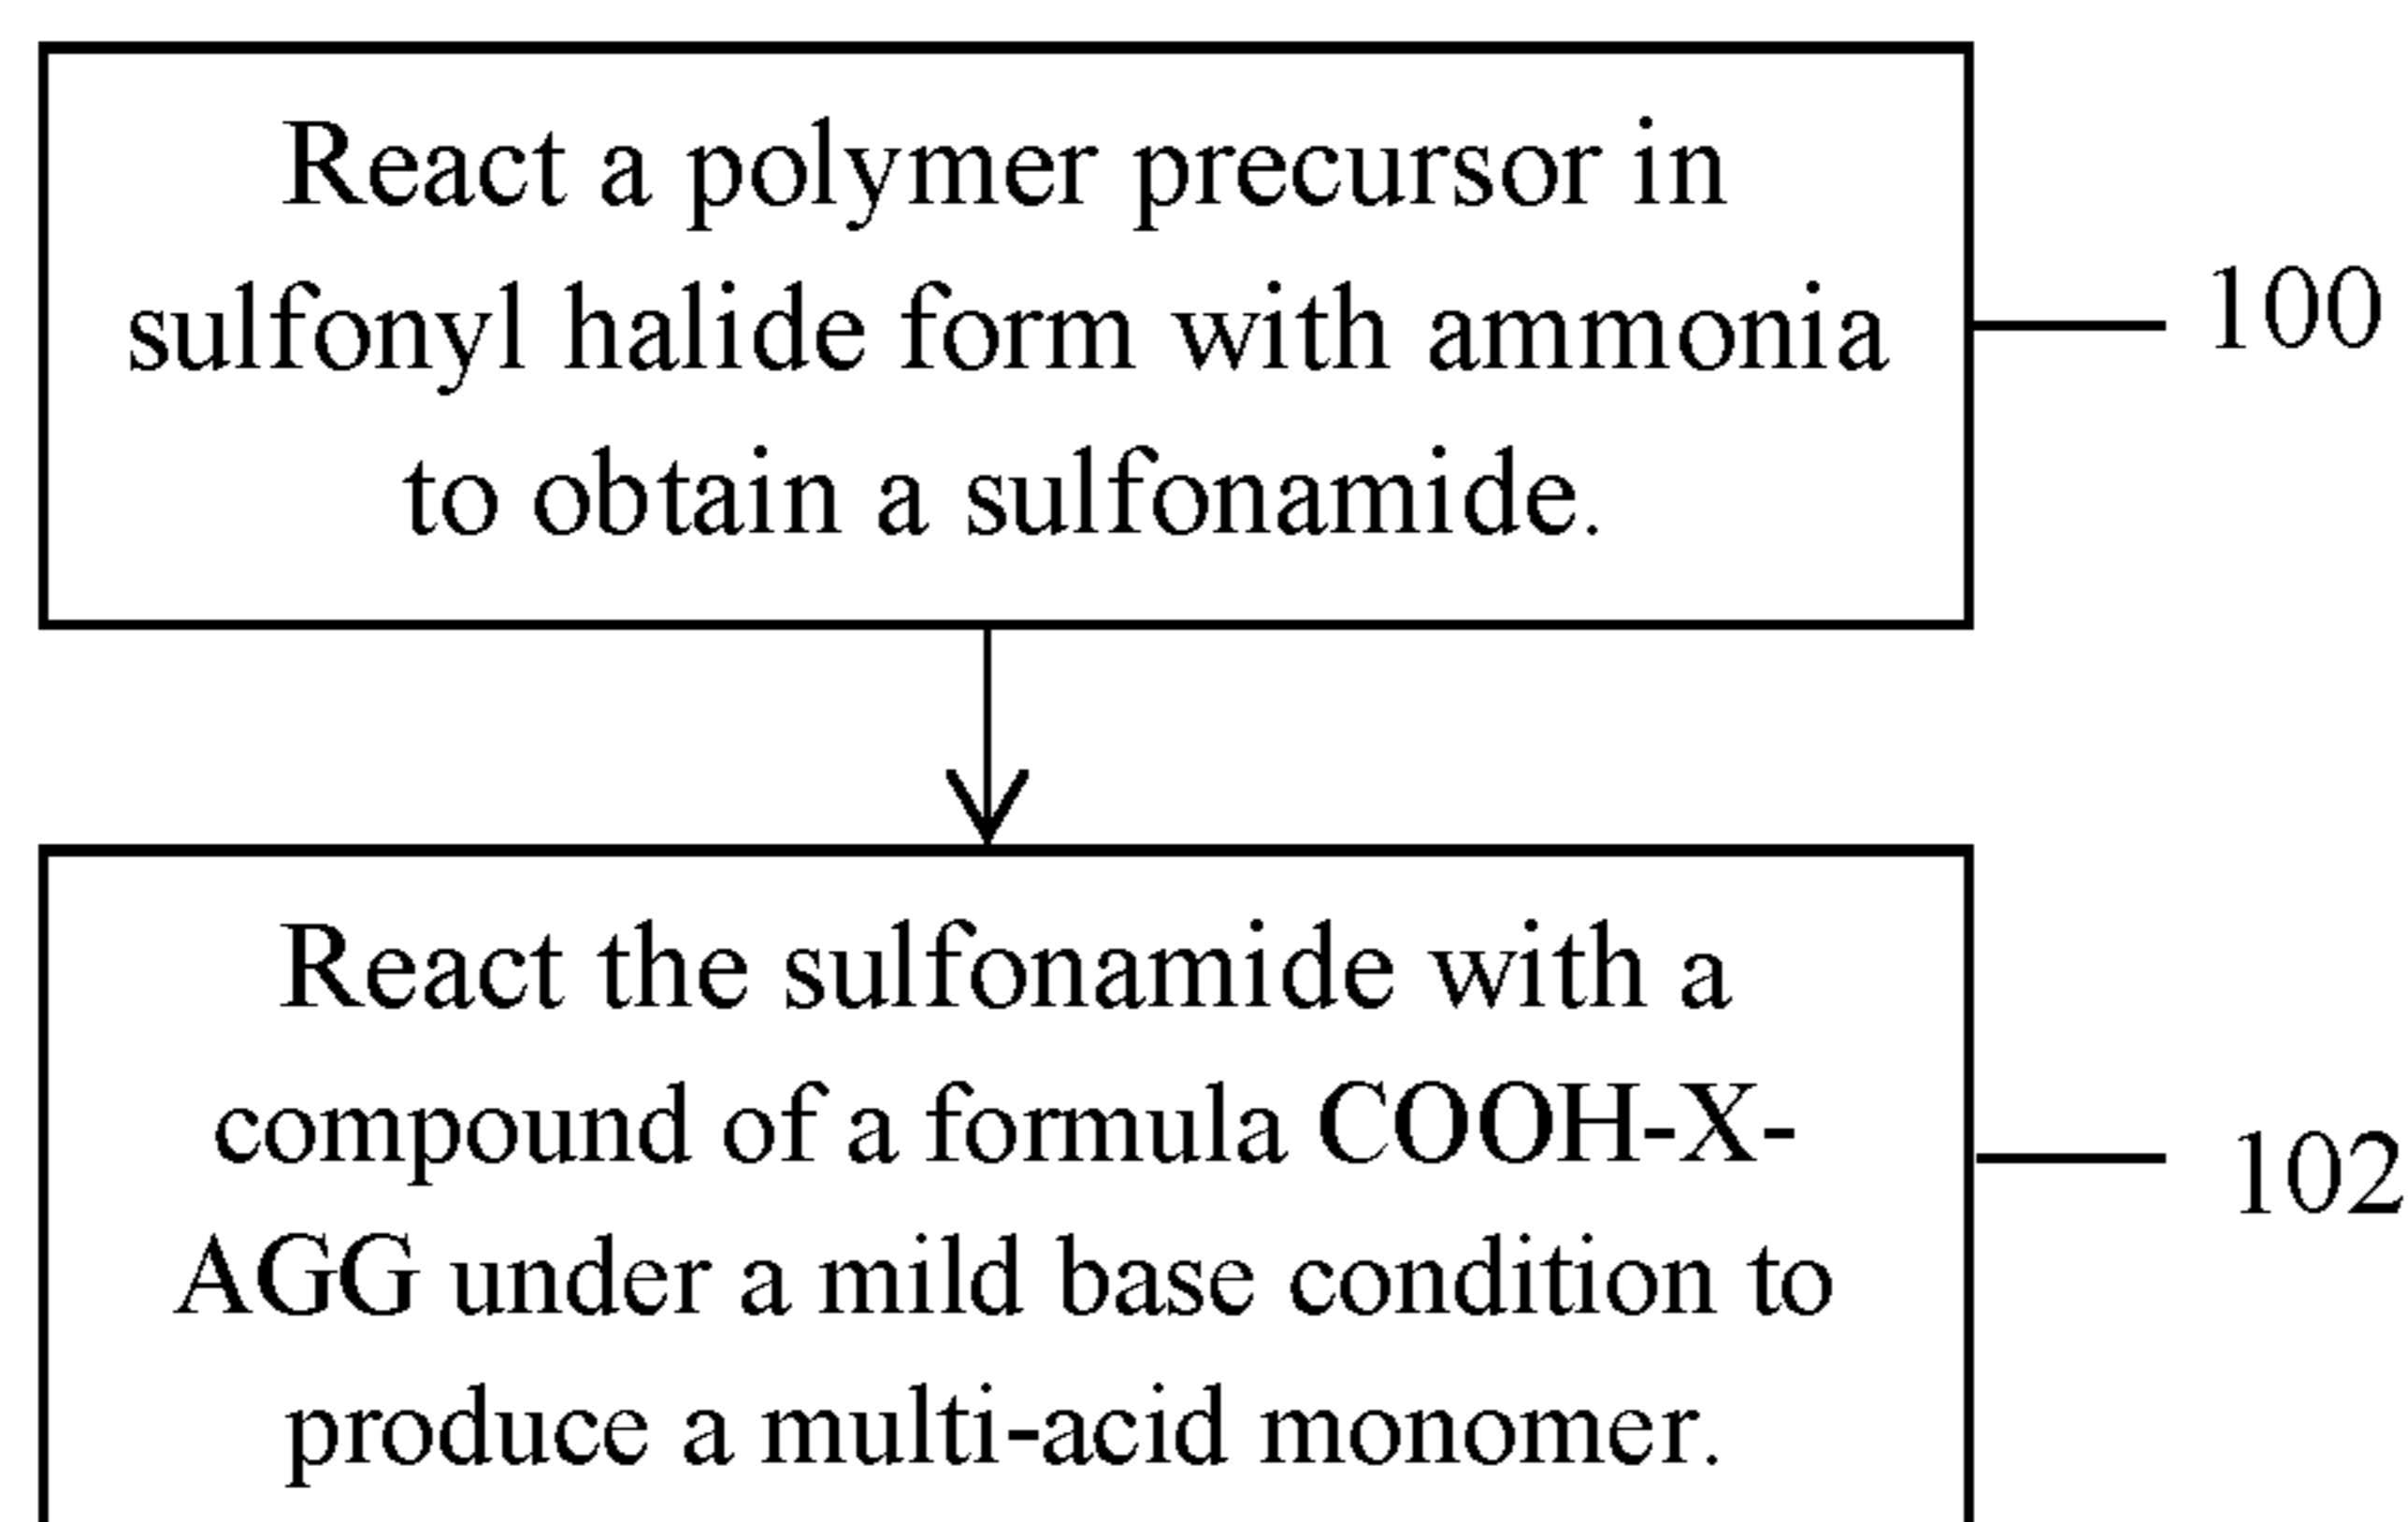 React a polymer precursor in
sulfonyl halide form with ammonia
to obtain a sulfonamide.
100
React the sulfonamide with a
compound of a formula COOH-X-
AGG under a mild base condition to
produce a multi-acid monomer.
102